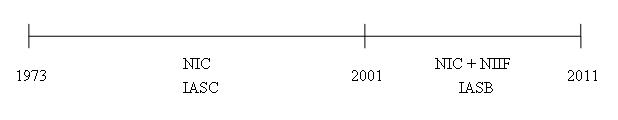 NIC
NIC + NIIF
1973
2001
2011
IASC
IASB